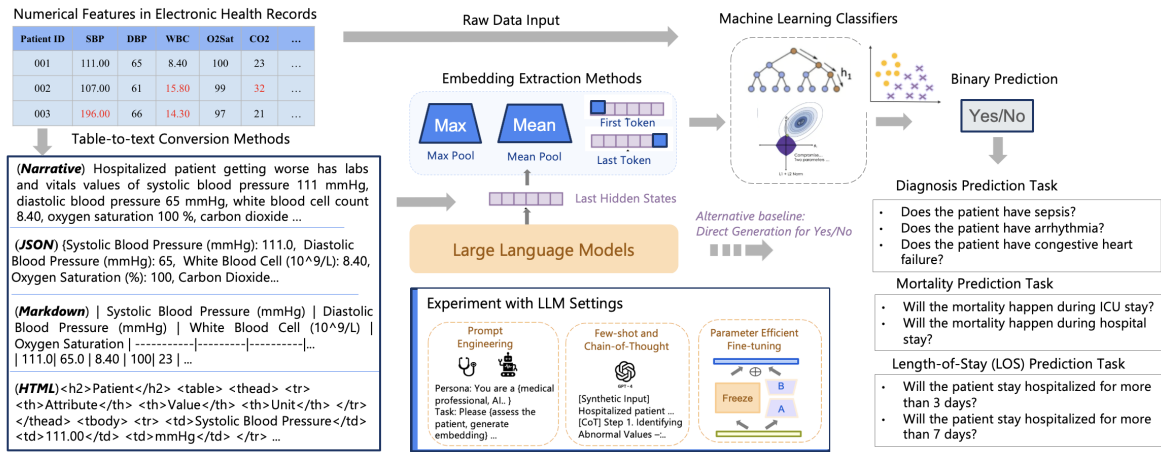 Numerical Features in Electronic Health Records
Patient ID SBP DBP WBC O2Sat CO2 ...
001 111.00 65 8.40 100 23 ...
002 107.00 61 15.80 99 32 ...
003 196.00 66 14.30 97 21 ...
Table-to-text Conversion Methods
(Narrative) Hospitalized patient getting worse has labs
and vitals values of systolic blood pressure 111 mmHg,
diastolic blood pressure 65 mmHg, white blood cell count
8.40, oxygen saturation 100 %, carbon dioxide ...
(JSON) {Systolic Blood Pressure (mmHg): 111.0, Diastolic
Blood Pressure (mmHg): 65, White Blood Cell (10^9/L): 8.40,
Oxygen Saturation (%): 100, Carbon Dioxide...
(Markdown) | Systolic Blood Pressure (mmHg) | Diastolic
Blood Pressure (mmHg) | White Blood Cell (10^9/L) |
Oxygen Saturation | -----------|---------|----------|...
| 111.0| 65.0 | 8.40 | 100| 23 | ...
(HTML)<h2>Patient</h2> <table> <thead> <tr>
<th>Attribute</th> <th>Value</th> <th>Unit</th> </tr>
</thead> <tbody> <tr> <td>Systolic Blood Pressure</td>
<td>111.00</td> <td>mmHg</td> </tr> ...
Raw Data Input
Embedding Extraction Methods
Max
Max Pool
Mean
Mean Pool
First Token
Last Token
Last Hidden States
Large Language Models
Alternative baseline:
Direct Generation for Yes/No
Experiment with LLM Settings
Prompt
Engineering
Persona: You are a {medical
professional, AI.. }
Task: Please {assess the
patient, generate
embedding} ...
Few-shot and
Chain-of-Thought
GPT-4
[Synthetic Input]
Hospitalized patient ...
[CoT] Step 1. Identifying
Abnormal Values –:..
Parameter Efficient
Fine-tuning
Freeze
B
A
Machine Learning Classifiers
h1
Compromise...
Two parameters ...
L1 + L2 Norm
Binary Prediction
Yes/No
Diagnosis Prediction Task
• Does the patient have sepsis?
• Does the patient have arrhythmia?
• Does the patient have congestive heart
failure?
Mortality Prediction Task
• Will the mortality happen during ICU stay?
• Will the mortality happen during hospital
stay?
Length-of-Stay (LOS) Prediction Task
• Will the patient stay hospitalized for more
than 3 days?
• Will the patient stay hospitalized for more
than 7 days?